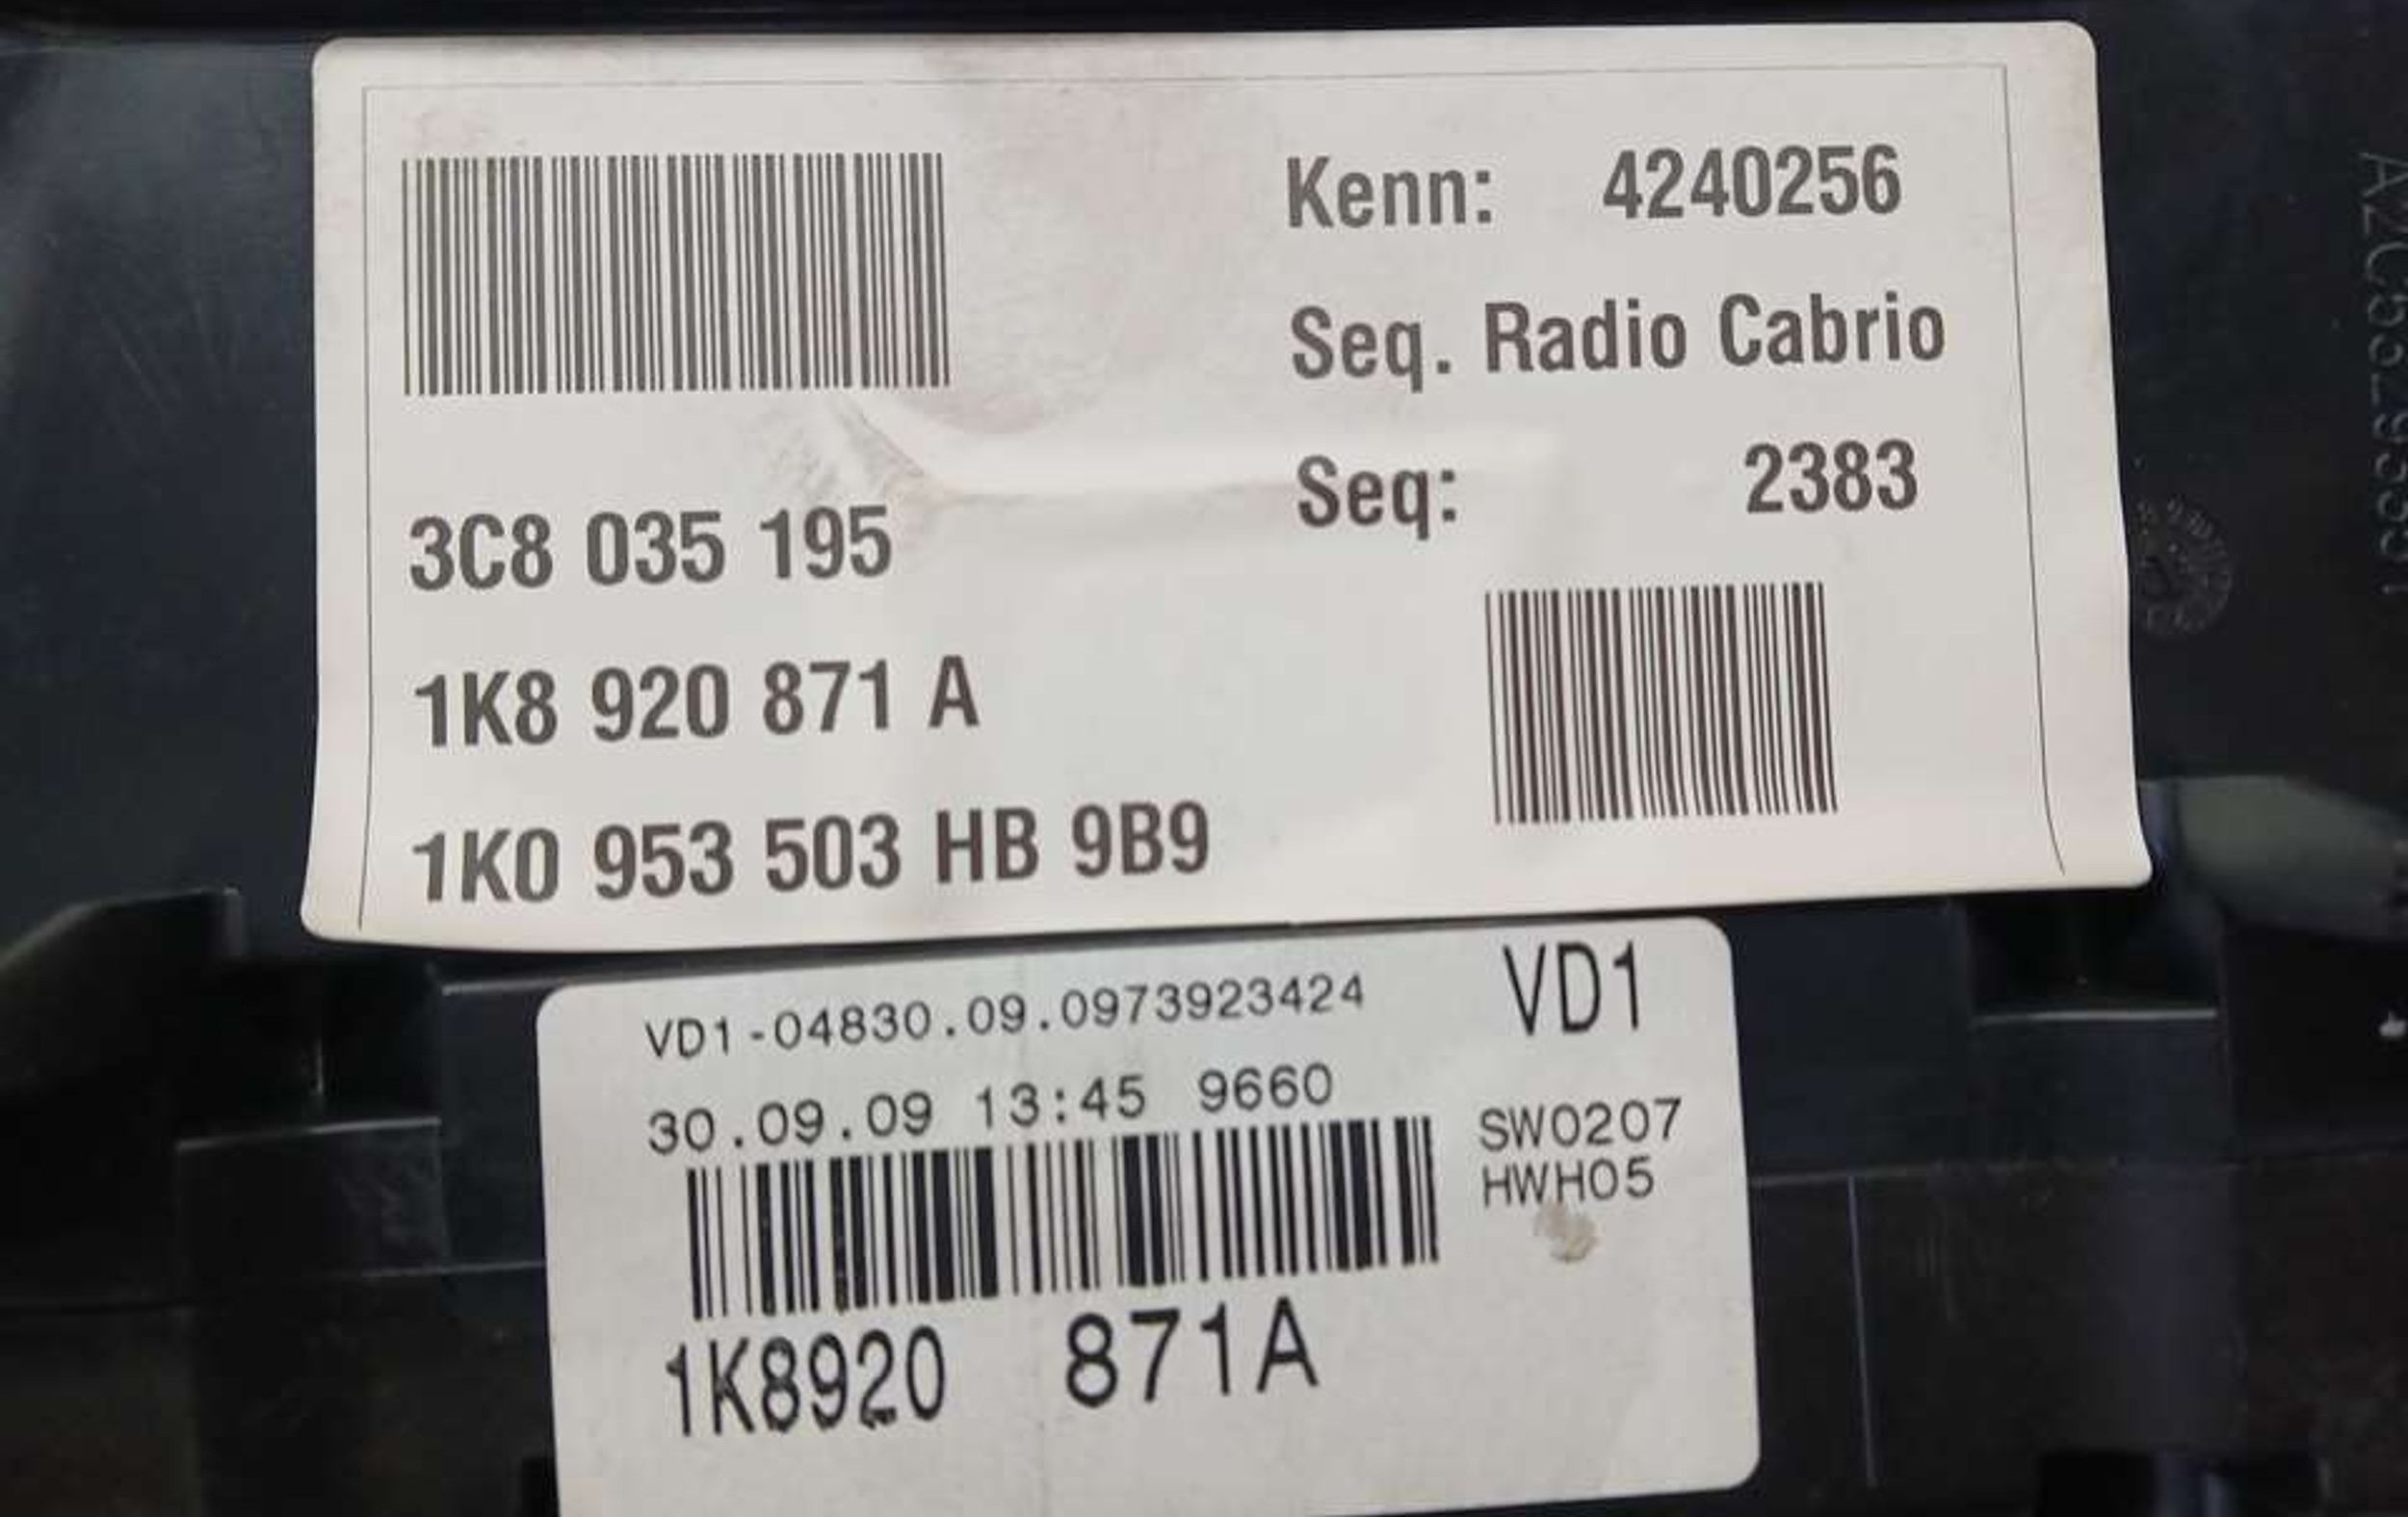 Kenn: 4240256
Seq. Radio Cabrio
Seq: 2383
3C8 035 195
1K8 920 871 A
1K0 953 503 HB 9B9
VD1-04830.09.0973923424
VD1
30.09.09 13:45 9660
SW0207
HWH05
1K8920 871A